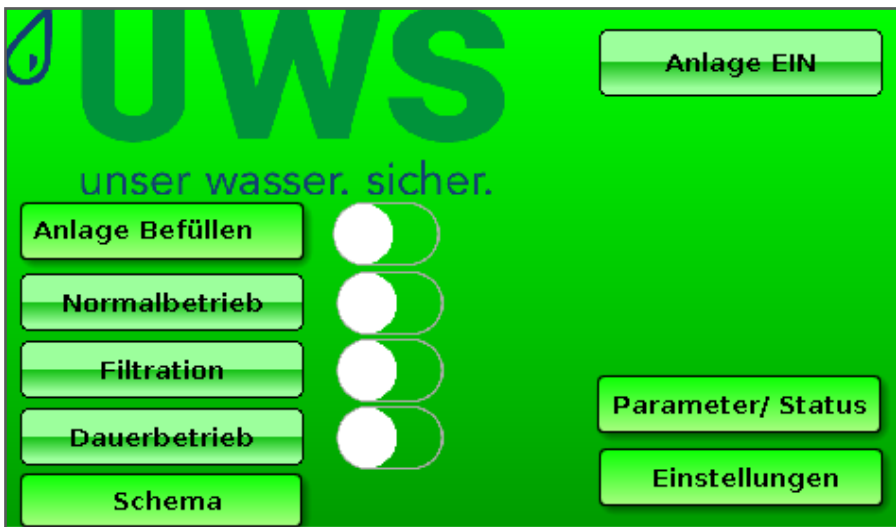 UWS
unser wasser. sicher.
Anlage EIN
Anlage Befüllen
Normalbetrieb
Filtration
Dauerbetrieb
Schema
Parameter/ Status
Einstellungen